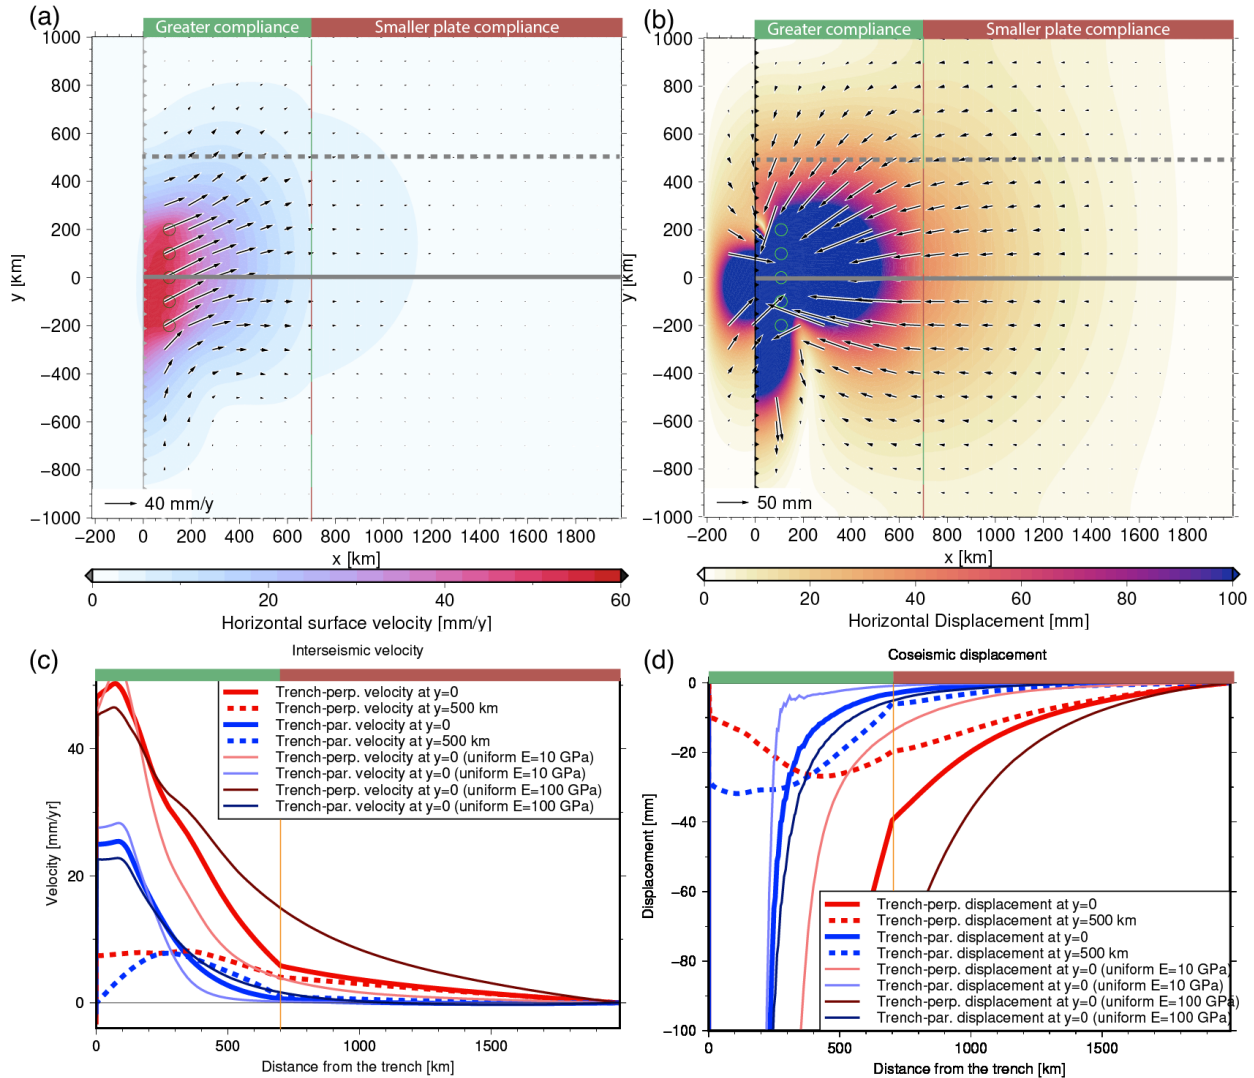 (a)
Greater compliance
Smaller plate compliance
1000
800
600
400
200
0
−200
−400
−600
−800
−1000
y [km]
40 mm/y
−200 0 200 400 600 800 1000 1200 1400 1600 1800
x [km]
0 20 40 60
Horizontal surface velocity [mm/y]
(b)
Greater compliance
Smaller plate compliance
1000
800
600
400
200
0
−200
−400
−600
−800
−1000
y [km]
50 mm
−200 0 200 400 600 800 1000 1200 1400 1600 1800
x [km]
0 20 40 60 80 100
Horizontal Displacement [mm]
(c)
Interseismic velocity
Trench-perp. velocity at y=0
Trench-perp. velocity at y=500 km
Trench-par. velocity at y=0
Trench-par. velocity at y=500 km
Trench-perp. velocity at y=0 (uniform E=10 GPa)
Trench-par. velocity at y=0 (uniform E=10 GPa)
Trench-perp. velocity at y=0 (uniform E=100 GPa)
Trench-par. velocity at y=0 (uniform E=100 GPa)
40
20
0
Velocity [mm/yr]
0 500 1000 1500
Distance from the trench [km]
(d)
Coseismic displacement
0
−20
−40
−60
−80
−100
Displacement [mm]
Trench-perp. displacement at y=0
Trench-perp. displacement at y=500 km
Trench-par. displacement at y=0
Trench-par. displacement at y=500 km
Trench-perp. displacement at y=0 (uniform E=10 GPa)
Trench-par. displacement at y=0 (uniform E=10 GPa)
Trench-perp. displacement at y=0 (uniform E=100 GPa)
Trench-par. displacement at y=0 (uniform E=100 GPa)
0 500 1000 1500
Distance from the trench [km]